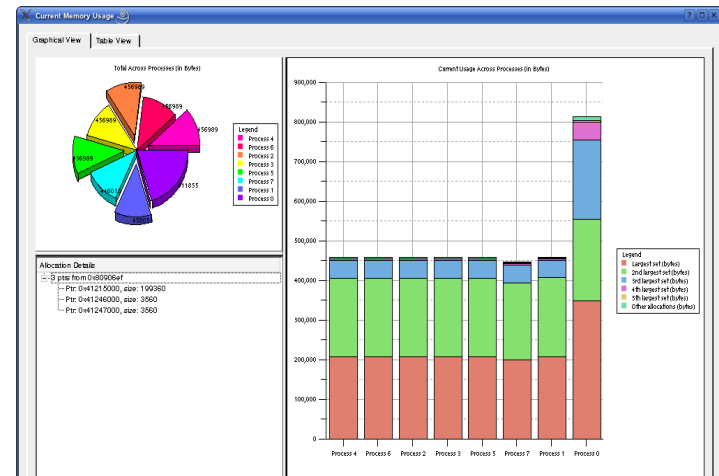 Current Memory Usage
Graphical View
Table View
Total Across Processes (in Bytes)
456989
456989
456989
456989
456989
411855
Legend
Process 4
Process 6
Process 2
Process 3
Process 5
Process 7
Process 1
Process 0
Allocation Details
3 ptrs from 0x80906ef
Ptr: 0x41215000, size: 199360
Ptr: 0x41246000, size: 3560
Ptr: 0x41247000, size: 3560
Current Usage Across Processes (in Bytes)
900,000
800,000
700,000
600,000
500,000
400,000
300,000
200,000
100,000
0
Process 4 Process 6 Process 2 Process 3 Process 5 Process 7 Process 1 Process 0
Legend
Largest set (bytes)
2nd largest set (bytes)
3rd largest set (bytes)
4th largest set (bytes)
5th largest set (bytes)
Other allocations (bytes)